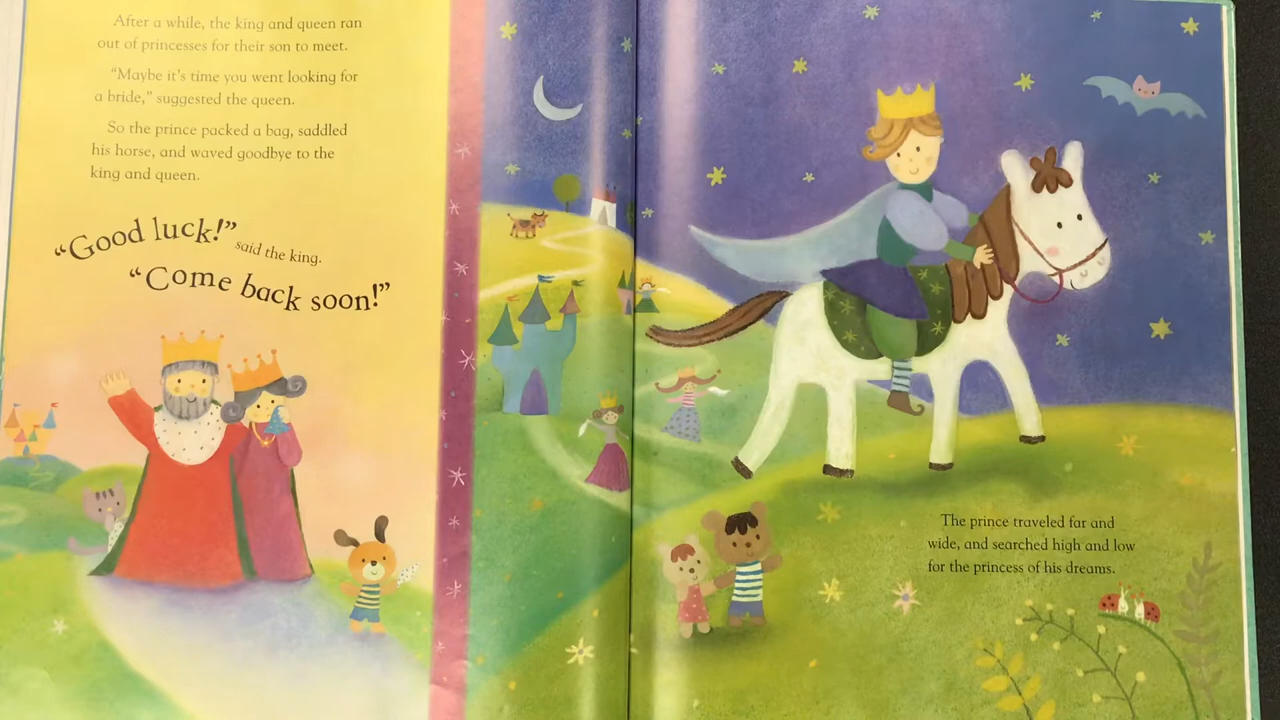 After a while, the king and queen ran
out of princesses for their son to meet.
“Maybe it’s time you went looking for
a bride,” suggested the queen.
So the prince packed a bag, saddled
his horse, and waved goodbye to the
king and queen.
“Good luck!” said the king.
“Come back soon!”
The prince traveled far and
wide, and searched high and low
for the princess of his dreams.